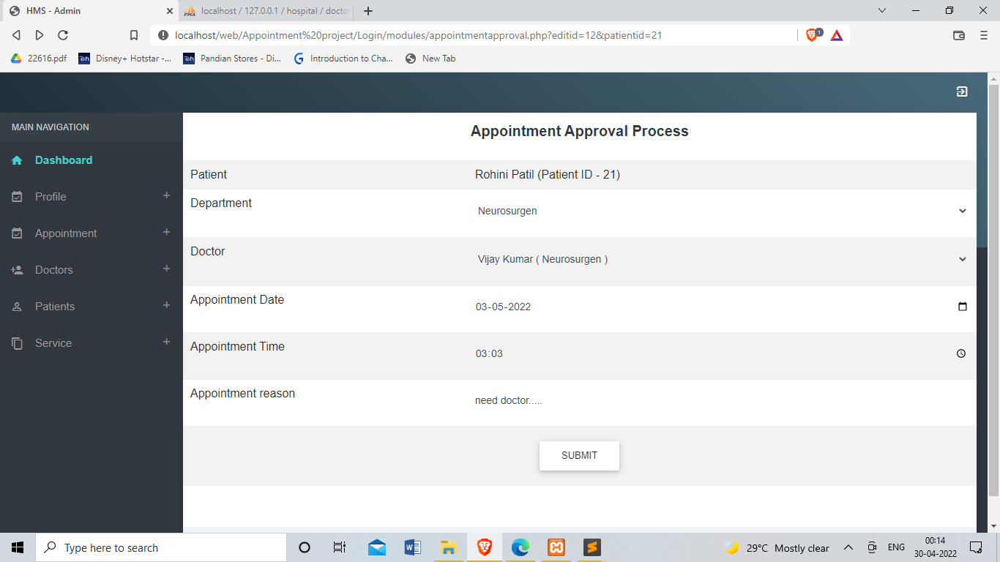 HMS - Admin
localhost / 127.0.0.1 / hospital / docto
localhost/web/Appointment%20project/Login/modules/appointmentapproval.php?editid=12&patientid=21
1
22616.pdf
Disney+ Hotstar -...
Pandian Stores - Di...
Introduction to Cha...
New Tab
MAIN NAVIGATION
Dashboard
Profile +
Appointment +
Doctors +
Patients +
Service +
Appointment Approval Process
Patient Rohini Patil (Patient ID - 21)
Department Neurosurgen
Doctor Vijay Kumar ( Neurosurgen )
Appointment Date 03-05-2022
Appointment Time 03:03
Appointment reason need doctor.....
SUBMIT
Type here to search
29°C Mostly clear
ENG
00:14
30-04-2022